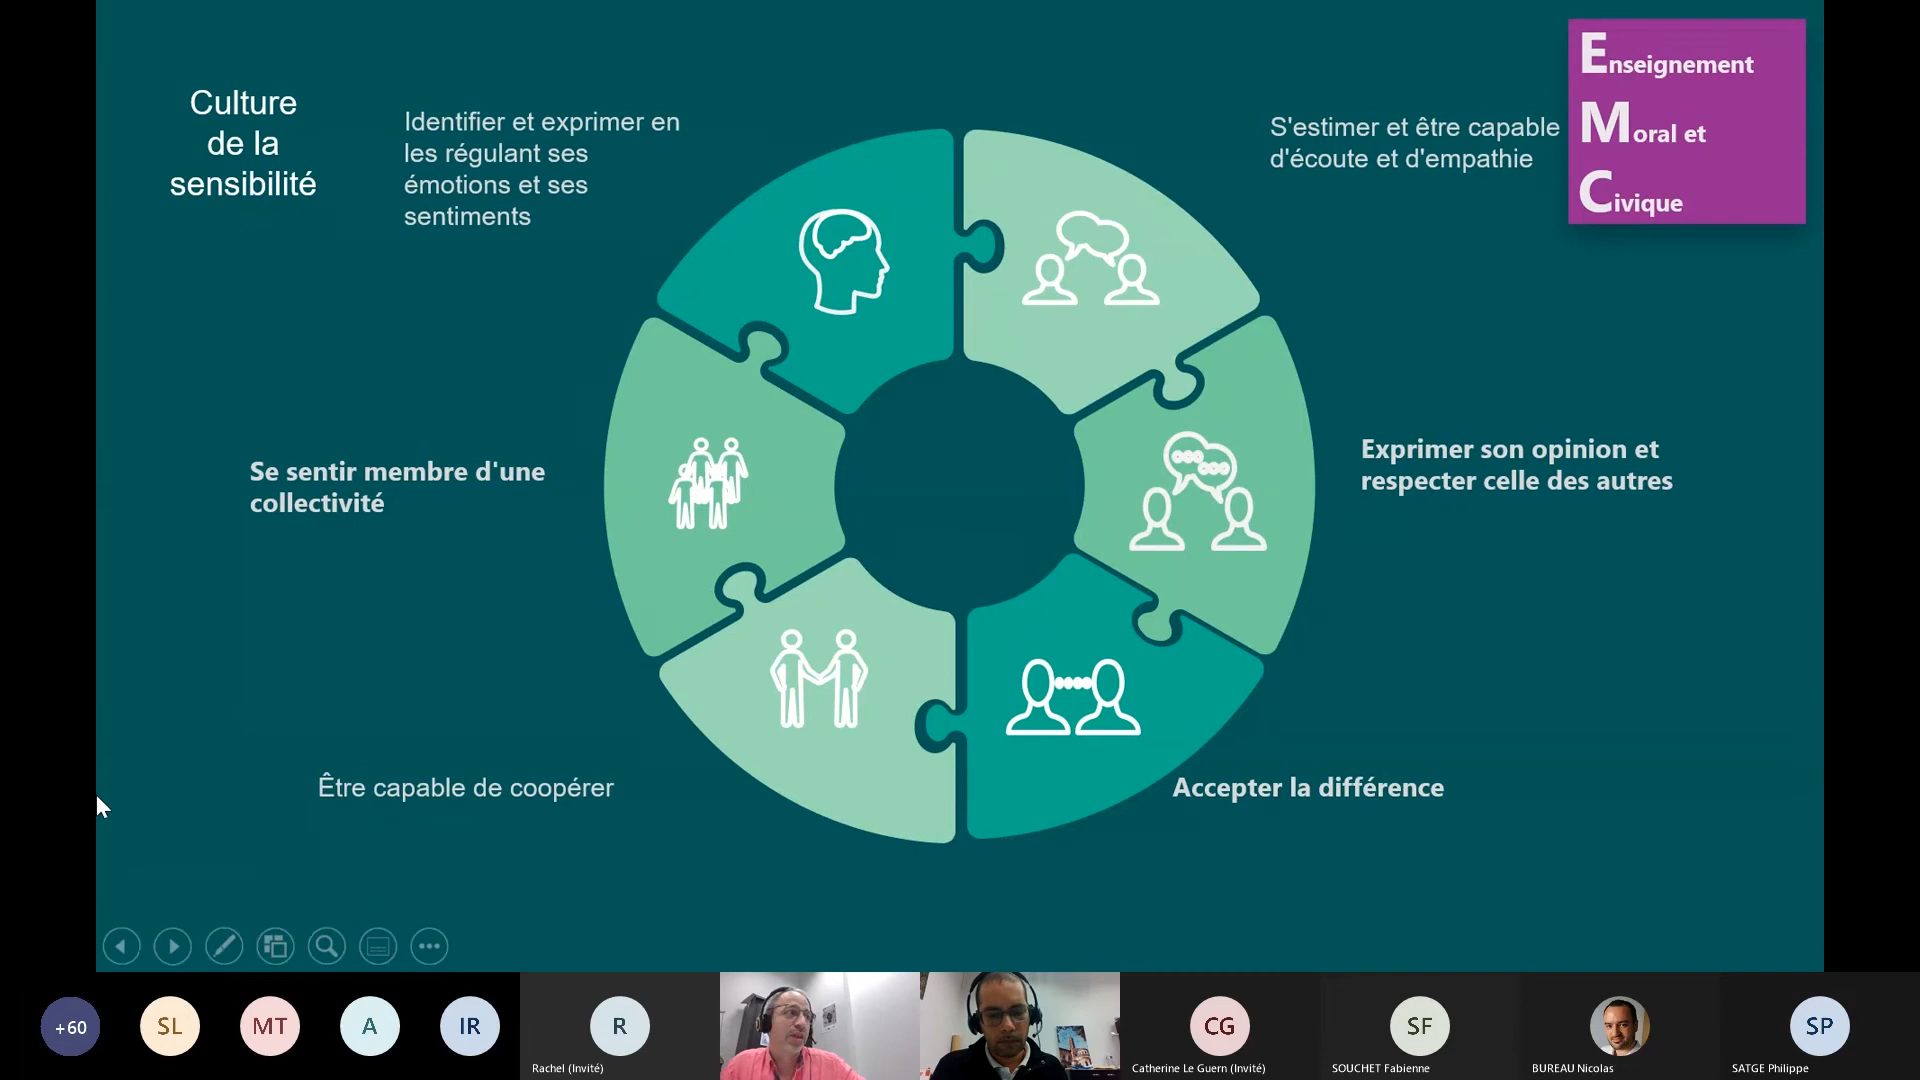 Culture
de la
sensibilité
Identifier et exprimer en
les régulant ses
émotions et ses
sentiments
S'estimer et être capable
d'écoute et d'empathie
Enseignement
Moral et
Civique
Se sentir membre d'une
collectivité
Exprimer son opinion et
respecter celle des autres
Être capable de coopérer
Accepter la différence
+60
SL
MT
A
IR
R
Rachel (Invité)
CG
Catherine Le Guern (Invité)
SF
SOUCHET Fabienne
BUREAU Nicolas
SP
SATGE Philippe